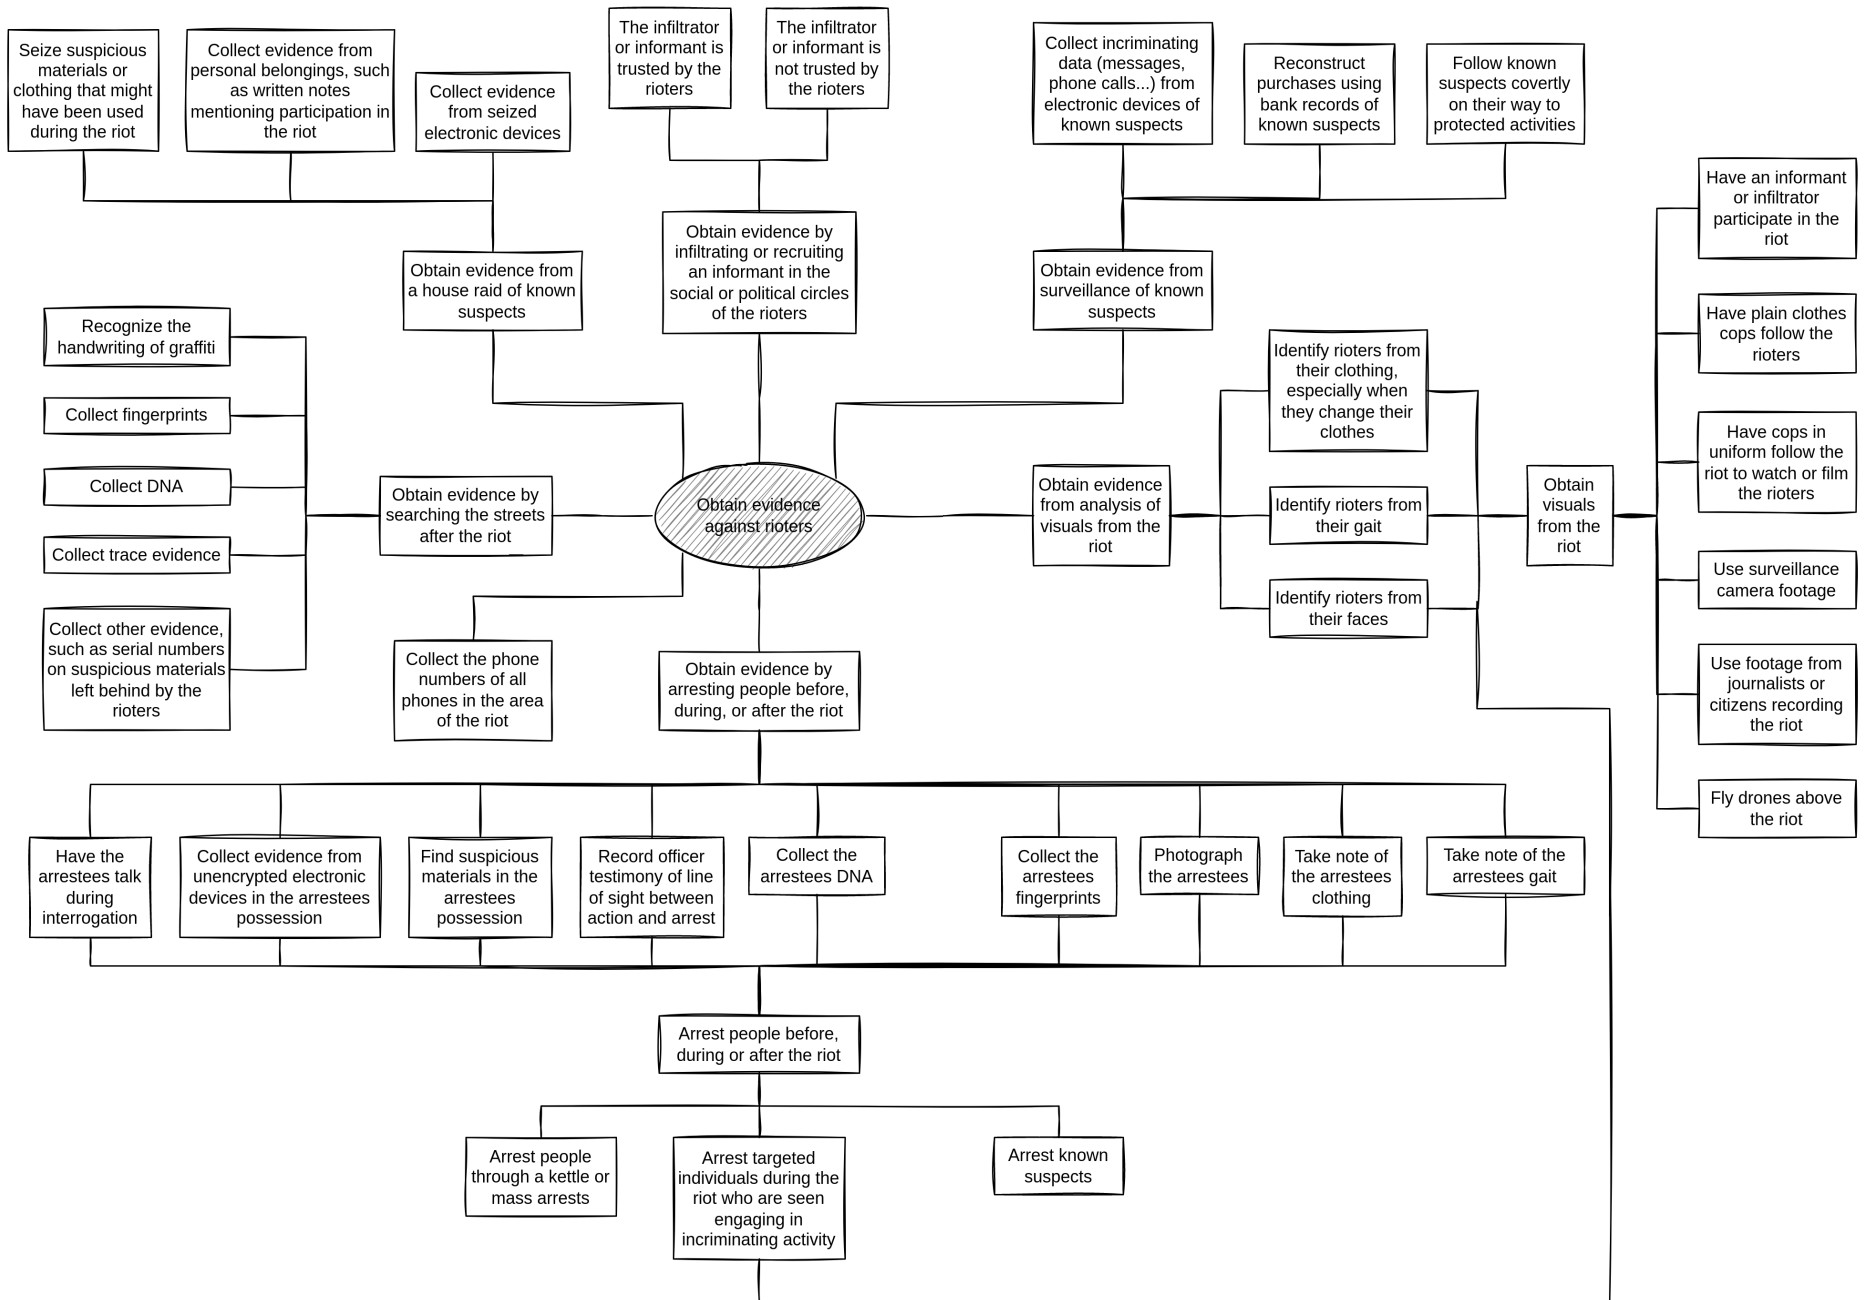 Seize suspicious
materials or
clothing that might
have been used
during the riot
Collect evidence from
personal belongings, such
as written notes
mentioning participation in
the riot
Collect evidence
from seized
electronic devices
The infiltrator
or informant is
trusted by the
rioters
The infiltrator
or informant is
not trusted by
the rioters
Collect incriminating
data (messages,
phone calls...) from
electronic devices of
known suspects
Reconstruct
purchases using
bank records of
known suspects
Follow known
suspects covertly
on their way to
protected activities
Have an informant
or infiltrator
participate in the
riot
Obtain evidence from
a house raid of known
suspects
Obtain evidence by
infiltrating or recruiting
an informant in the
social or political circles
of the rioters
Obtain evidence from
surveillance of known
suspects
Have plain clothes
cops follow the
rioters
Recognize the
handwriting of graffiti
Collect fingerprints
Collect DNA
Collect trace evidence
Collect other evidence,
such as serial numbers
on suspicious materials
left behind by the
rioters
Obtain evidence by
searching the streets
after the riot
Obtain evidence
against rioters
Obtain evidence
from analysis of
visuals from the
riot
Identify rioters from
their clothing,
especially when
they change their
clothes
Identify rioters from
their gait
Identify rioters from
their faces
Obtain
visuals
from the
riot
Have cops in
uniform follow the
riot to watch or film
the rioters
Use surveillance
camera footage
Use footage from
journalists or
citizens recording
the riot
Fly drones above
the riot
Collect the phone
numbers of all
phones in the area
of the riot
Obtain evidence by
arresting people before,
during, or after the riot
Have the
arrestees talk
during
interrogation
Collect evidence from
unencrypted electronic
devices in the arrestees
possession
Find suspicious
materials in the
arrestees
possession
Record officer
testimony of line
of sight between
action and arrest
Collect the
arrestees DNA
Collect the
arrestees
fingerprints
Photograph
the arrestees
Take note of
the arrestees
clothing
Take note of the
arrestees gait
Arrest people before,
during or after the riot
Arrest people
through a kettle or
mass arrests
Arrest targeted
individuals during the
riot who are seen
engaging in
incriminating activity
Arrest known
suspects